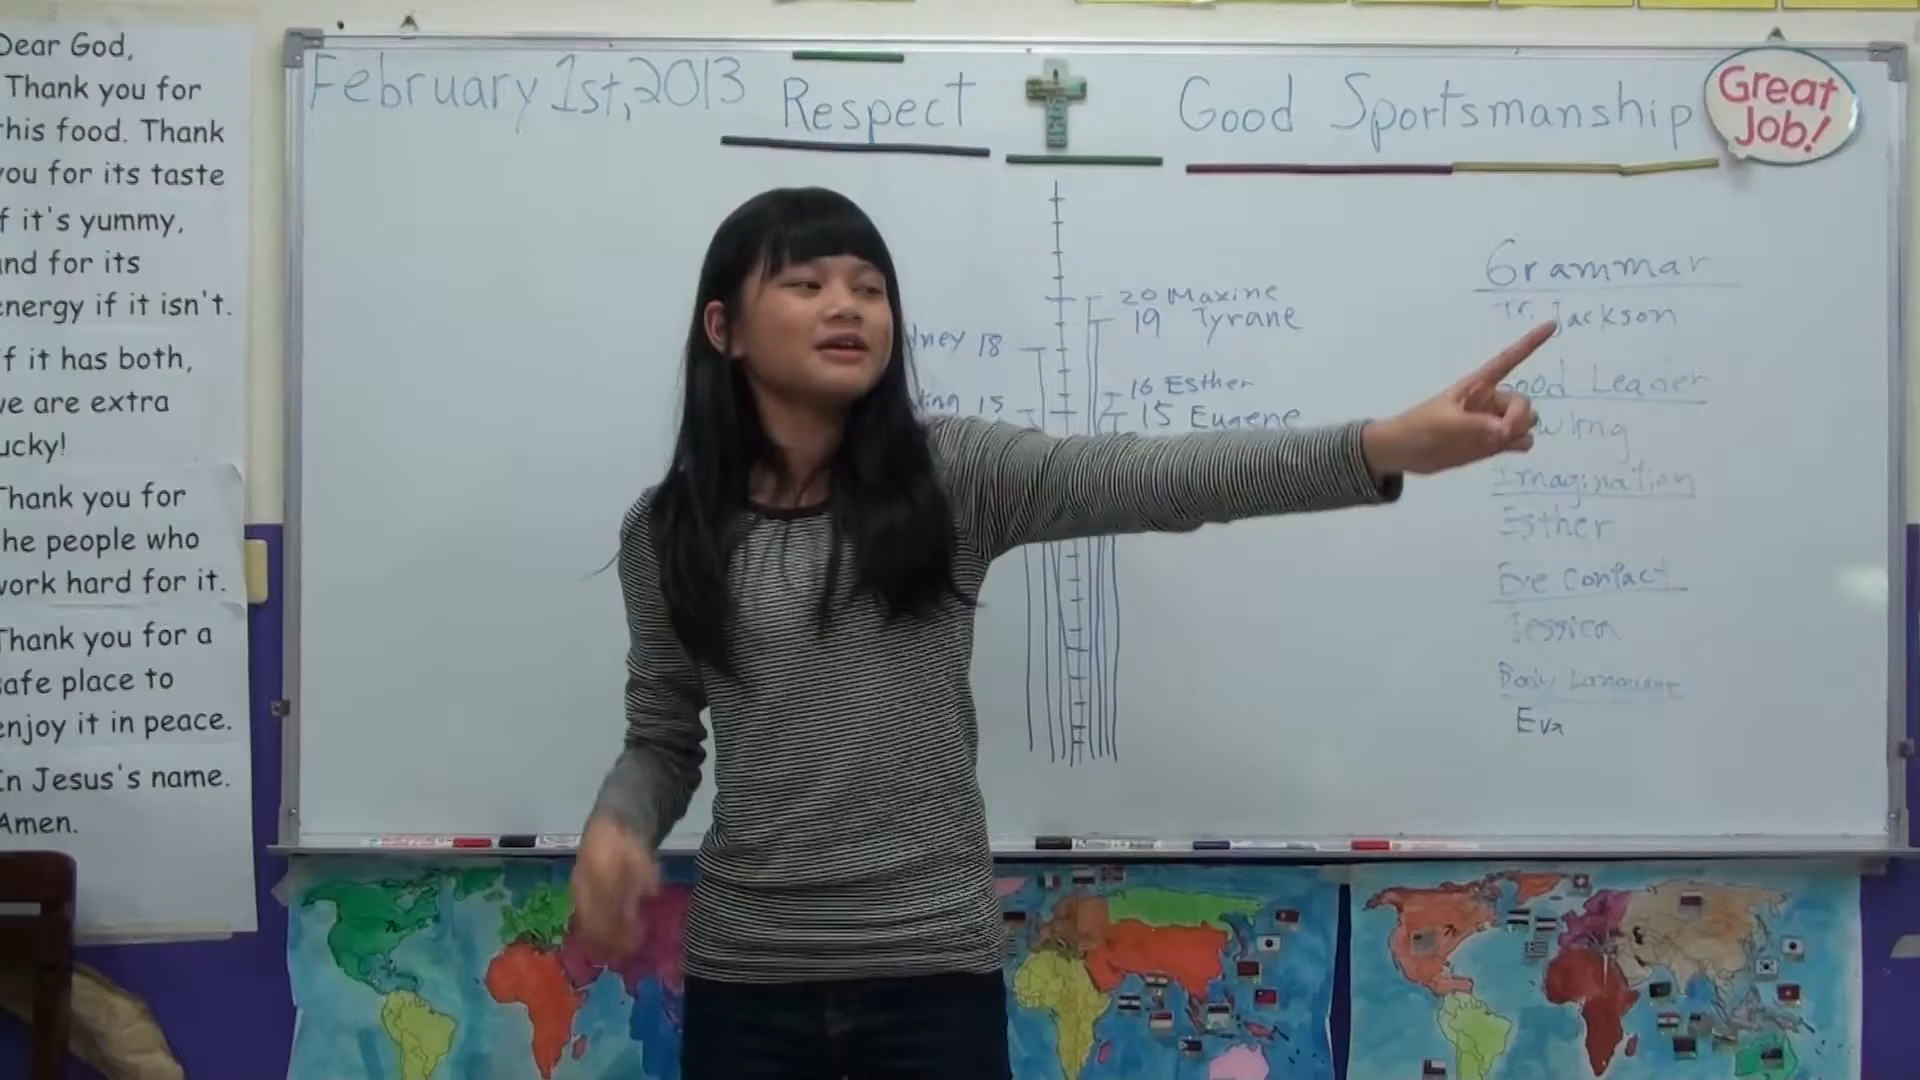 Dear God,
Thank you for
this food. Thank
you for its taste
if it's yummy,
and for its
energy if it isn't.
If it has both,
we are extra
lucky!
Thank you for
the people who
work hard for it.
Thank you for a
safe place to
enjoy it in peace.
In Jesus's name.
Amen.
February 1st, 2013
Respect
Good Sportsmanship
Great
Job!
dney 18
15
20 Maxine
19 Tyrane
16 Esther
15 Eugene
Grammar
Tr. Jackson
Good Leader
Imagination
Esther
Eye Contact
Jessica
Body Language
Eva